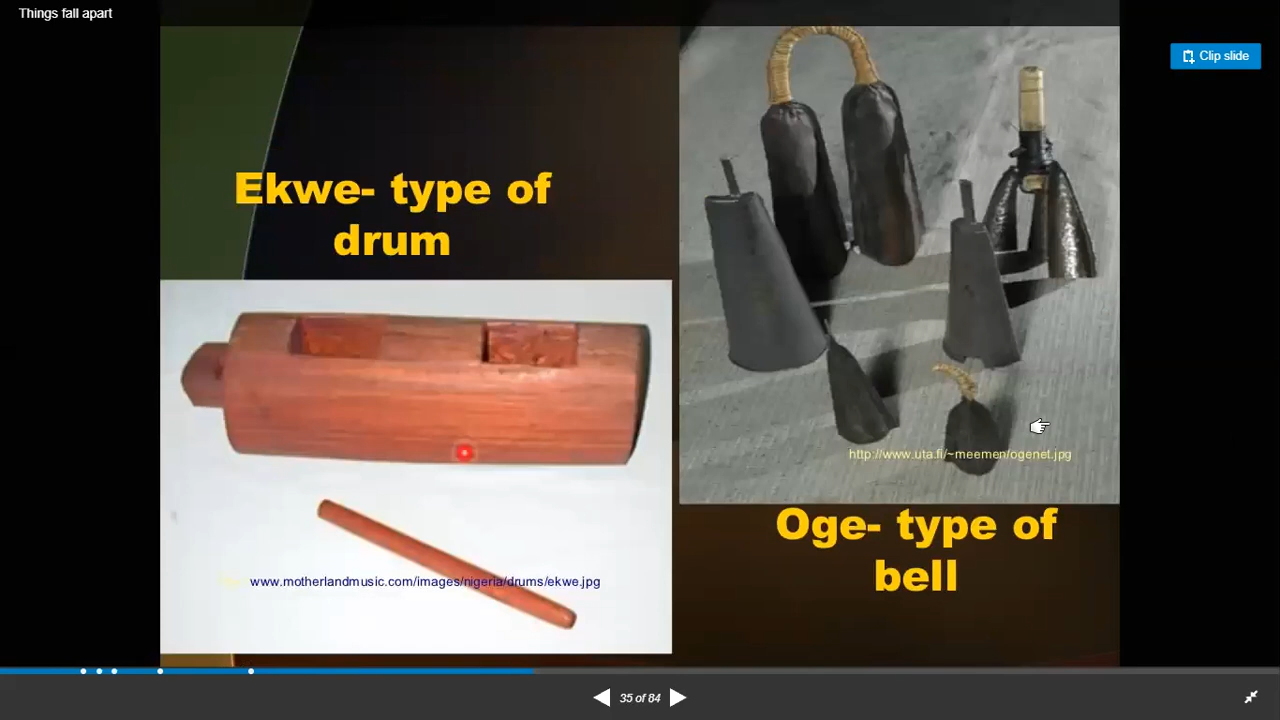 Things fall apart
Clip slide
Ekwe- type of
drum
http://www.uta.fi/~meemen/ogenet.jpg
Oge- type of
bell
www.motherlandmusic.com/images/nigeria/drums/ekwe.jpg
35 of 84